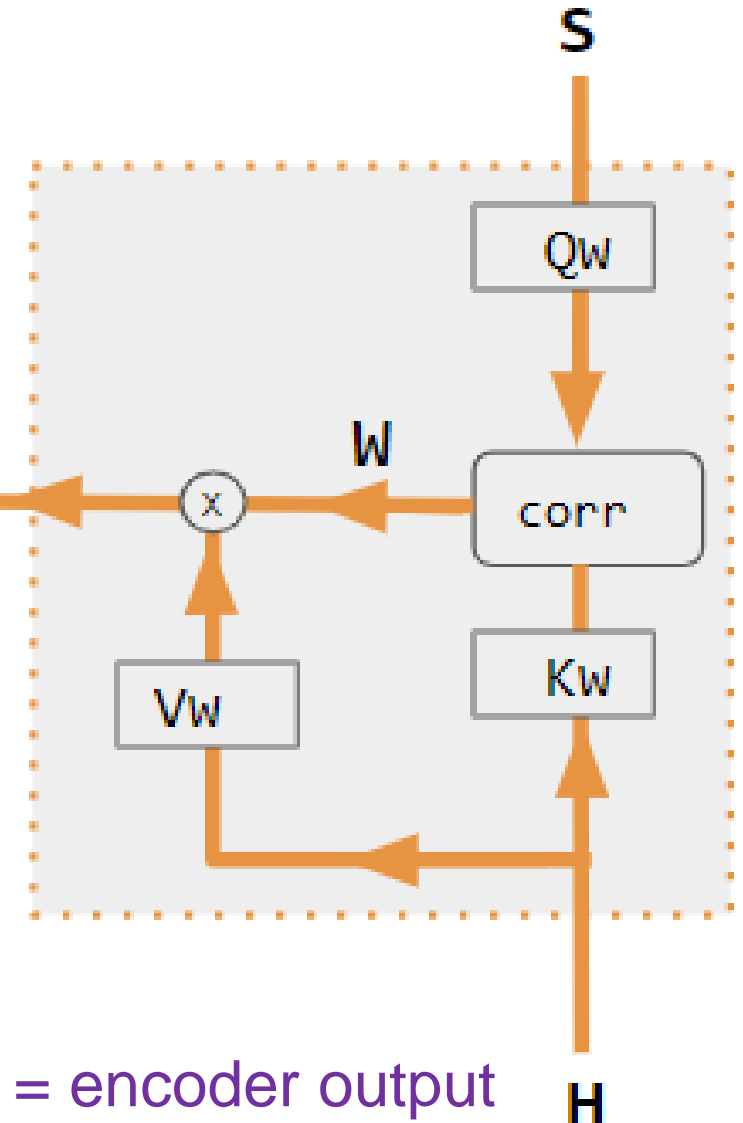 S
Qw
W
x
corr
Vw
Kw
= encoder output
H